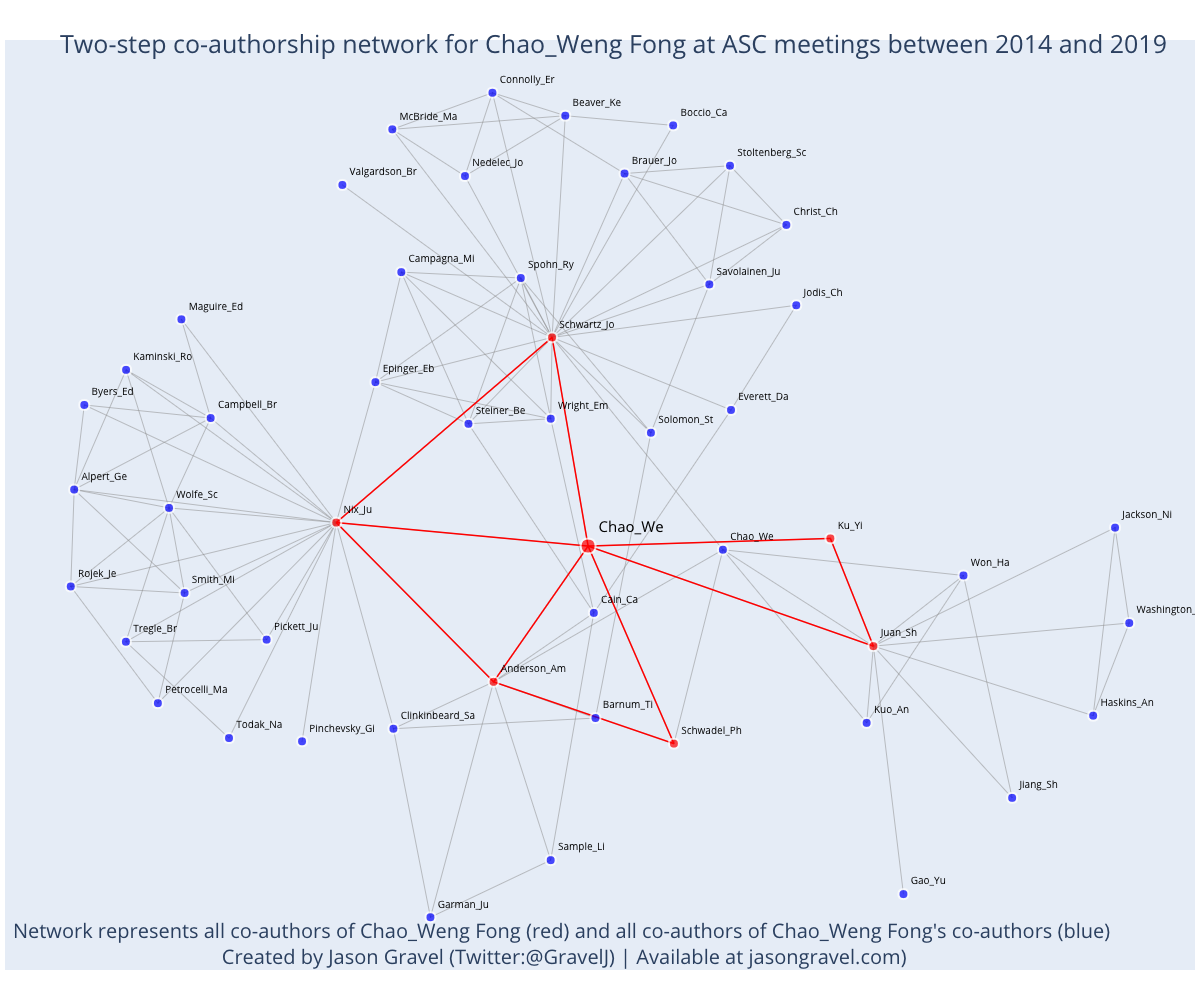 Two-step co-authorship network for Chao_Weng Fong at ASC meetings between 2014 and 2019
Connolly_Er
Beaver_Ke
McBride_Ma
Boccio_Ca
Nedelec_Jo
Brauer_Jo
Stoltenberg_Sc
Valgardson_Br
Christ_Ch
Campagna_Mi
Spohn_Ry
Savolainen_Ju
Jodis_Ch
Maguire_Ed
Schwartz_Jo
Kaminski_Ro
Epinger_Eb
Byers_Ed
Campbell_Br
Steiner_Be
Wright_Em
Everett_Da
Solomon_St
Alpert_Ge
Wolfe_Sc
Nix_Ju
Chao_We
Ku_Yi
Jackson_Ni
Chao_We
Won_Ha
Rojek_Je
Smith_Mi
Cain_Ca
Washington_
Tregle_Br
Pickett_Ju
Juan_Sh
Anderson_Am
Petrocelli_Ma
Clinkinbeard_Sa
Barnum_Ti
Haskins_An
Kuo_An
Todak_Na
Pinchevsky_Gi
Schwadel_Ph
Jiang_Sh
Sample_Li
Gao_Yu
Garman_Ju
Network represents all co-authors of Chao_Weng Fong (red) and all co-authors of Chao_Weng Fong's co-authors (blue)
Created by Jason Gravel (Twitter:@GravelJ) | Available at jasongravel.com)